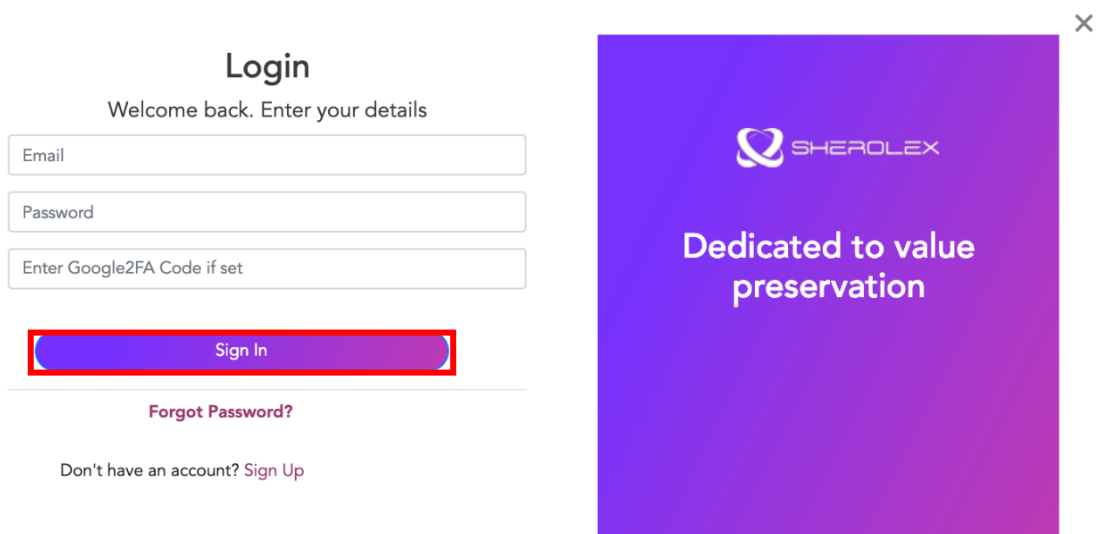 Login
Welcome back. Enter your details
Email
Password
Enter Google2FA Code if set
Sign In
Forgot Password?
Don't have an account? Sign Up
SHEROLEX
Dedicated to value
preservation